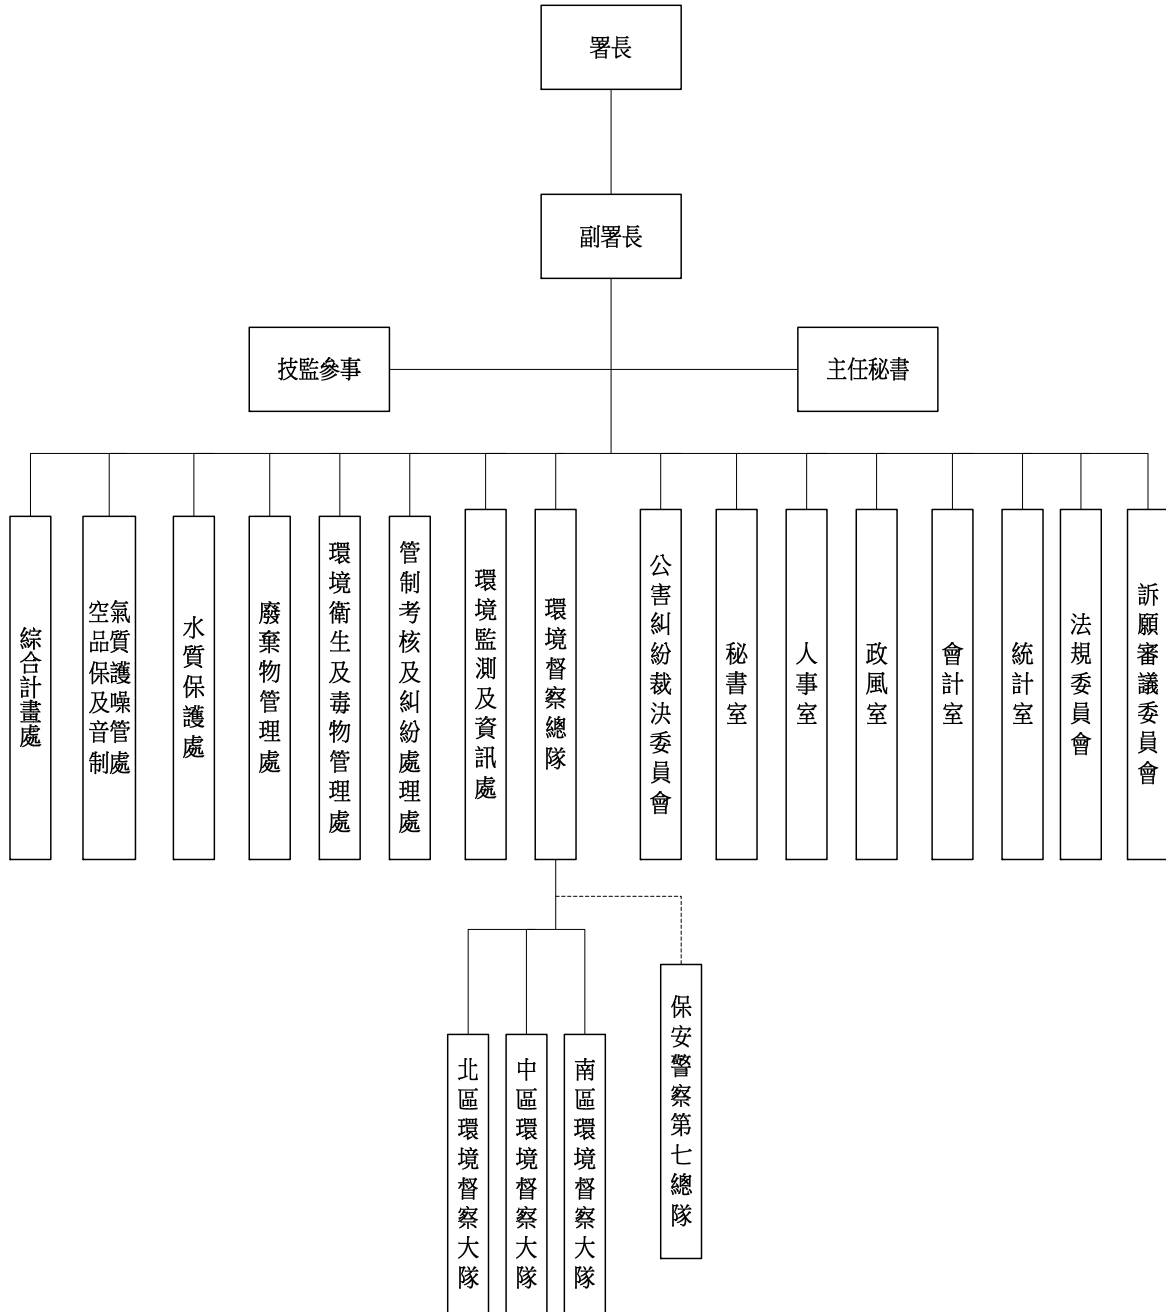 署長
副署長
技監參事
主任秘書
綜合計畫處
空氣品質保護及噪音管制處
水質保護處
廢棄物管理處
環境衛生及毒物管理處
管制考核及糾紛處理處
環境監測及資訊處
環境督察總隊
公害糾紛裁決委員會
秘書室
人事室
政風室
會計室
統計室
法規委員會
訴願審議委員會
北區環境督察大隊
中區環境督察大隊
南區環境督察大隊
保安警察第七總隊